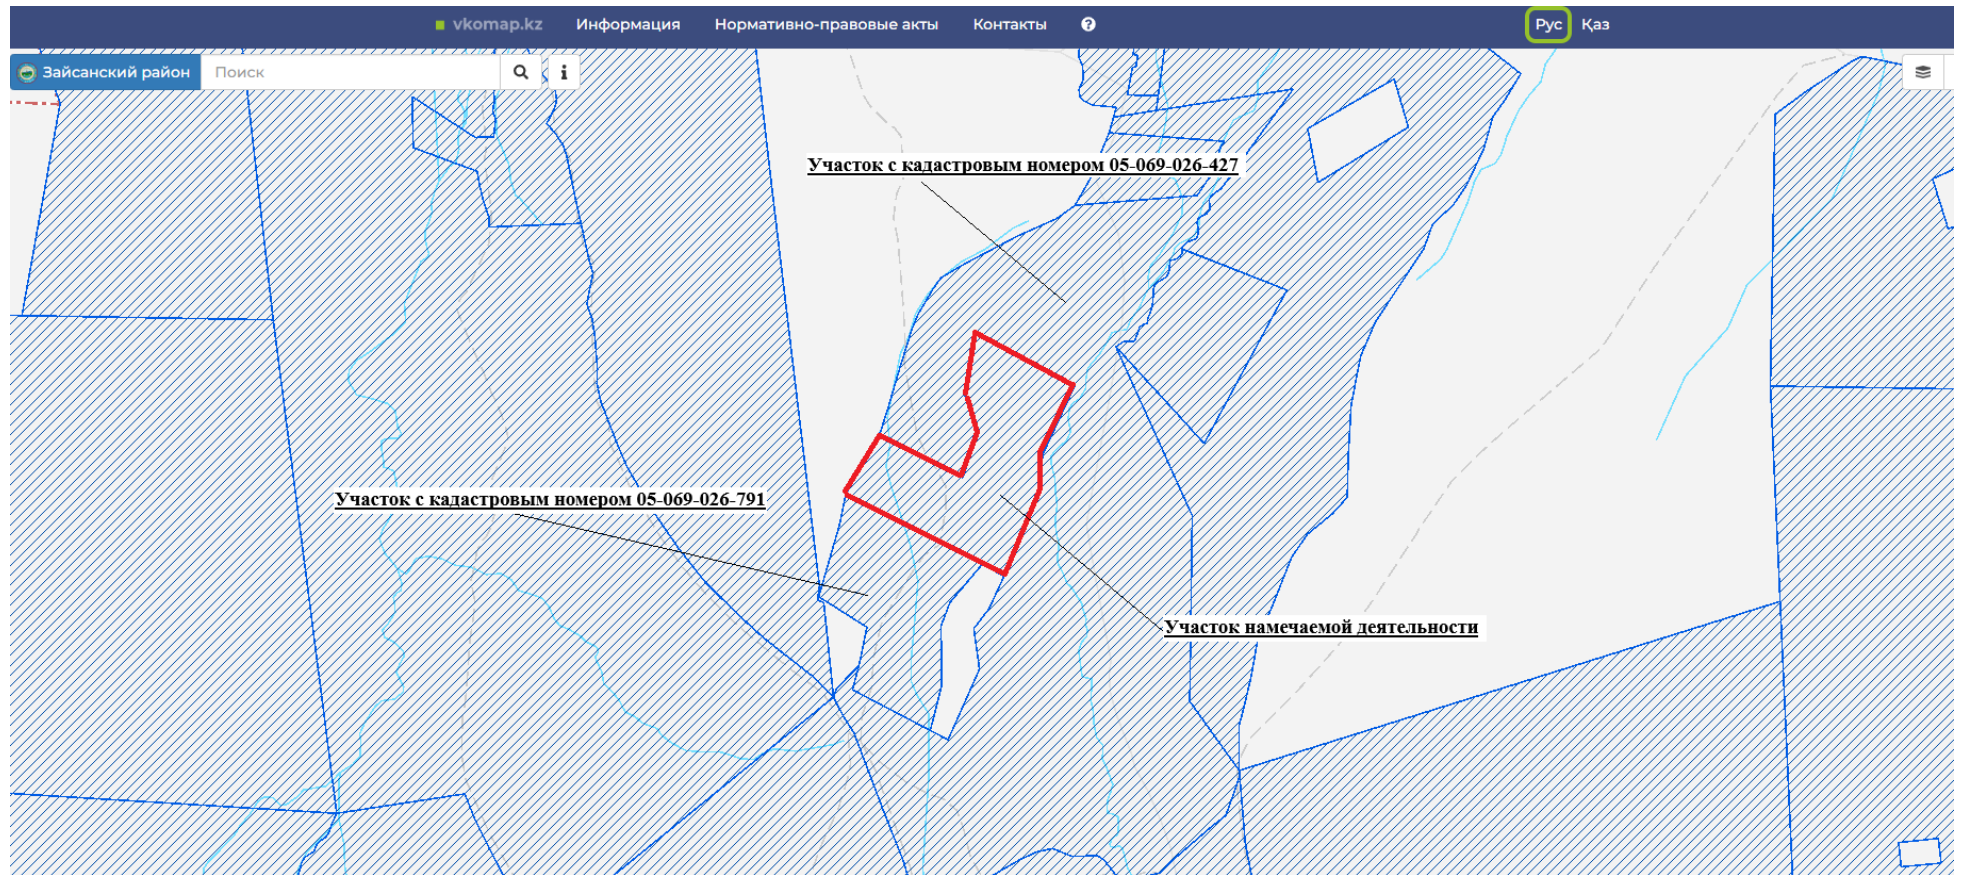 vkomap.kz Информация Нормативно-правовые акты Контакты ? Рус Қаз
Зайсанский район Поиск i
Участок с кадастровым номером 05-069-026-427
Участок с кадастровым номером 05-069-026-791
Участок намечаемой деятельности